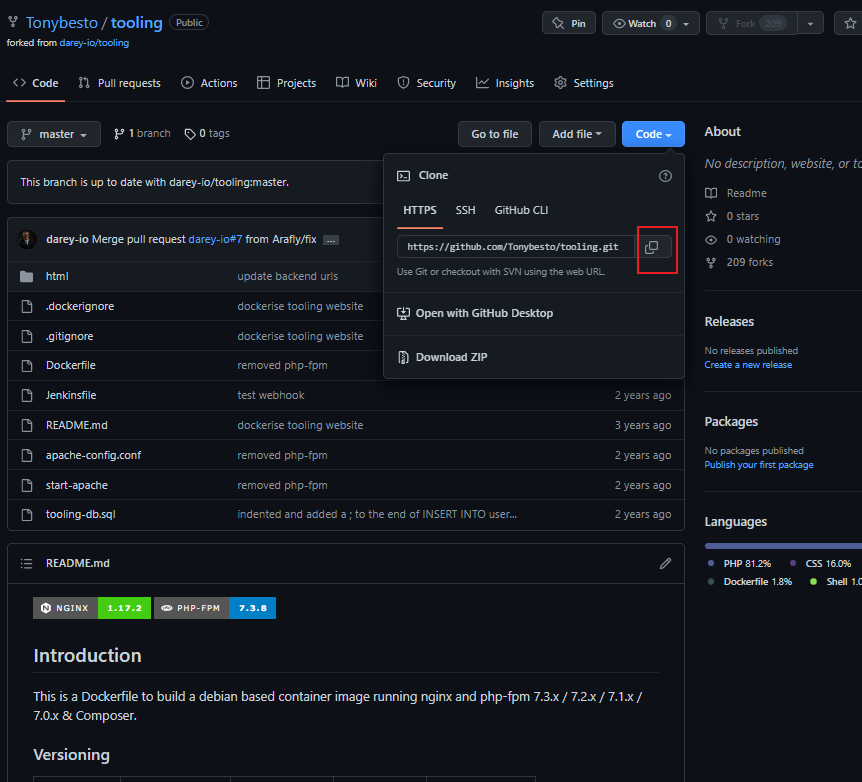 Tonybesto / tooling Public
Pin
Watch 0
Fork 209
forked from darey-io/tooling
Code
Pull requests
Actions
Projects
Wiki
Security
Insights
Settings
master
1 branch
0 tags
Go to file
Add file
Code
This branch is up to date with darey-io/tooling:master.
darey-io Merge pull request darey-io#7 from Arafly/fix ...
html update backend urls
.dockerignore dockerise tooling website
.gitignore dockerise tooling website
Dockerfile removed php-fpm
Jenkinsfile test webhook 2 years ago
README.md dockerise tooling website 3 years ago
apache-config.conf removed php-fpm 2 years ago
start-apache removed php-fpm 2 years ago
tooling-db.sql indented and added a ; to the end of INSERT INTO user... 2 years ago
Clone
HTTPS SSH GitHub CLI
https://github.com/Tonybesto/tooling.git
Use Git or checkout with SVN using the web URL.
Open with GitHub Desktop
Download ZIP
About
No description, website, or to
Readme
0 stars
0 watching
209 forks
Releases
No releases published
Create a new release
Packages
No packages published
Publish your first package
Languages
PHP 81.2% CSS 16.0%
Dockerfile 1.8% Shell 1.0
README.md
NGINX 1.17.2 PHP-FPM 7.3.8
Introduction
This is a Dockerfile to build a debian based container image running nginx and php-fpm 7.3.x / 7.2.x / 7.1.x /
7.0.x & Composer.
Versioning